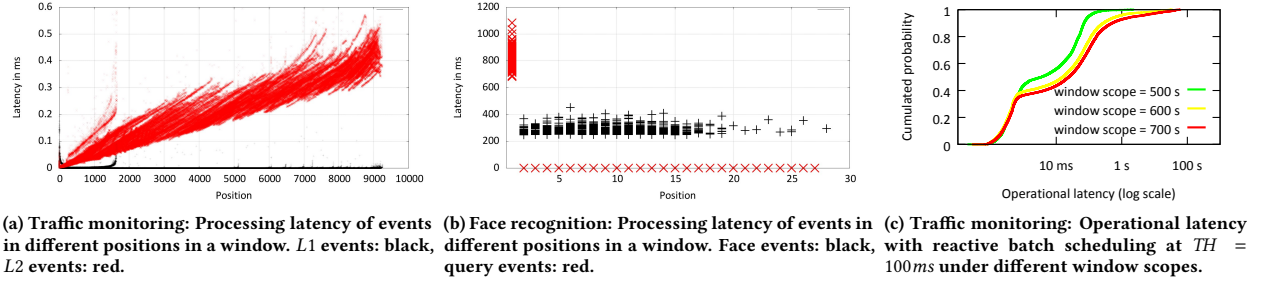 0.6
0.5
0.4
0.3
0.2
0.1
0
Latency in ms
0 1000 2000 3000 4000 5000 6000 7000 8000 9000 10000
Position
(a) Traffic monitoring: Processing latency of events
in different positions in a window. L1 events: black,
L2 events: red.
1200
1000
800
600
400
200
0
Latency in ms
5 10 15 20 25 30
Position
(b) Face recognition: Processing latency of events in
different positions in a window. Face events: black,
query events: red.
1
0.8
0.6
0.4
0.2
0
Cumulated probability
window scope = 500 s
window scope = 600 s
window scope = 700 s
10 ms 1 s 100 s
Operational latency (log scale)
(c) Traffic monitoring: Operational latency
with reactive batch scheduling at TH =
100ms under different window scopes.